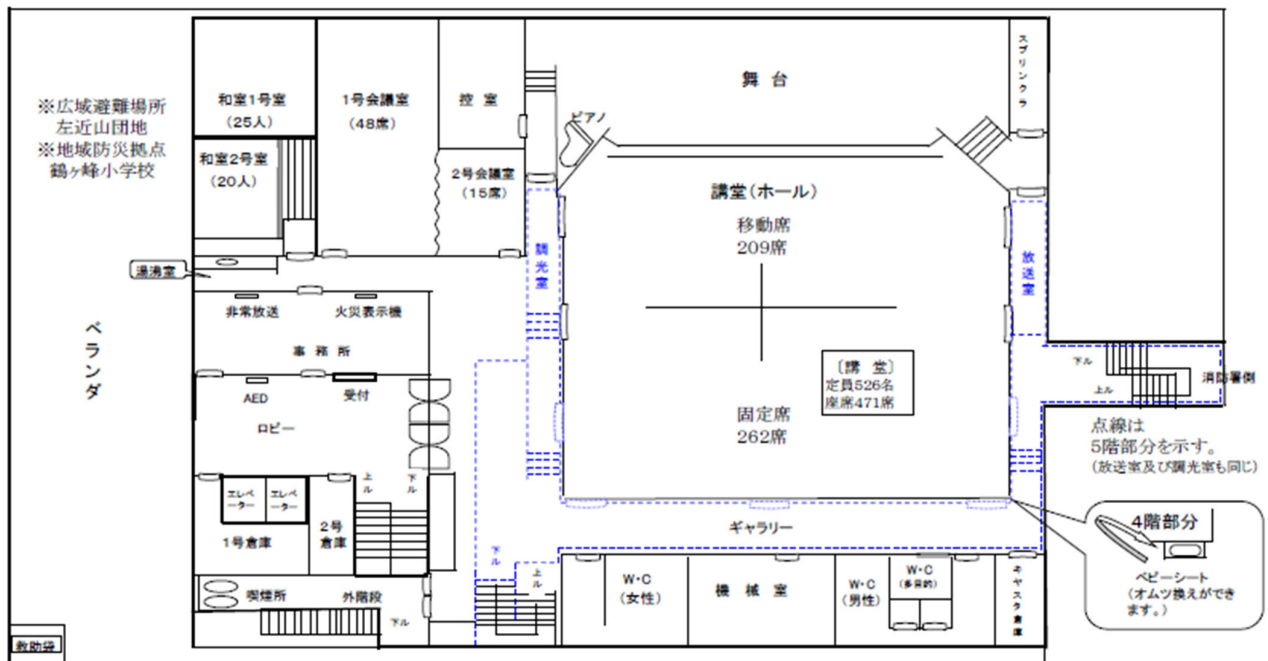 ※広域避難場所
左近山団地
※地域防災拠点
鶴ヶ峰小学校
和室1号室
(25人)
和室2号室
(20人)
1号会議室
(48席)
控 室
2号会議室
(15席)
ピアノ
舞 台
スプリンクラ
講堂(ホール)
移動席
209席
湯沸室
調光室
放送室
非常放送
火災表示機
事 務 所
ベランダ
AED
受付
ロビー
〔講 堂〕
定員526名
座席471席
固定席
262席
下ル
上ル
消防署側
点線は
5階部分を示す。
(放送室及び調光室も同じ)
上ル
下ル
エレベーター
エレベーター
1号倉庫
2号
倉庫
ギャラリー
下ル
上ル
4階部分
ベビーシート
(オムツ換えができ
ます。)
W・C
(女性)
機 械 室
W・C
(男性)
W・C
(多目的)
キャスタ倉庫
喫煙所
外階段
下ル
救助袋